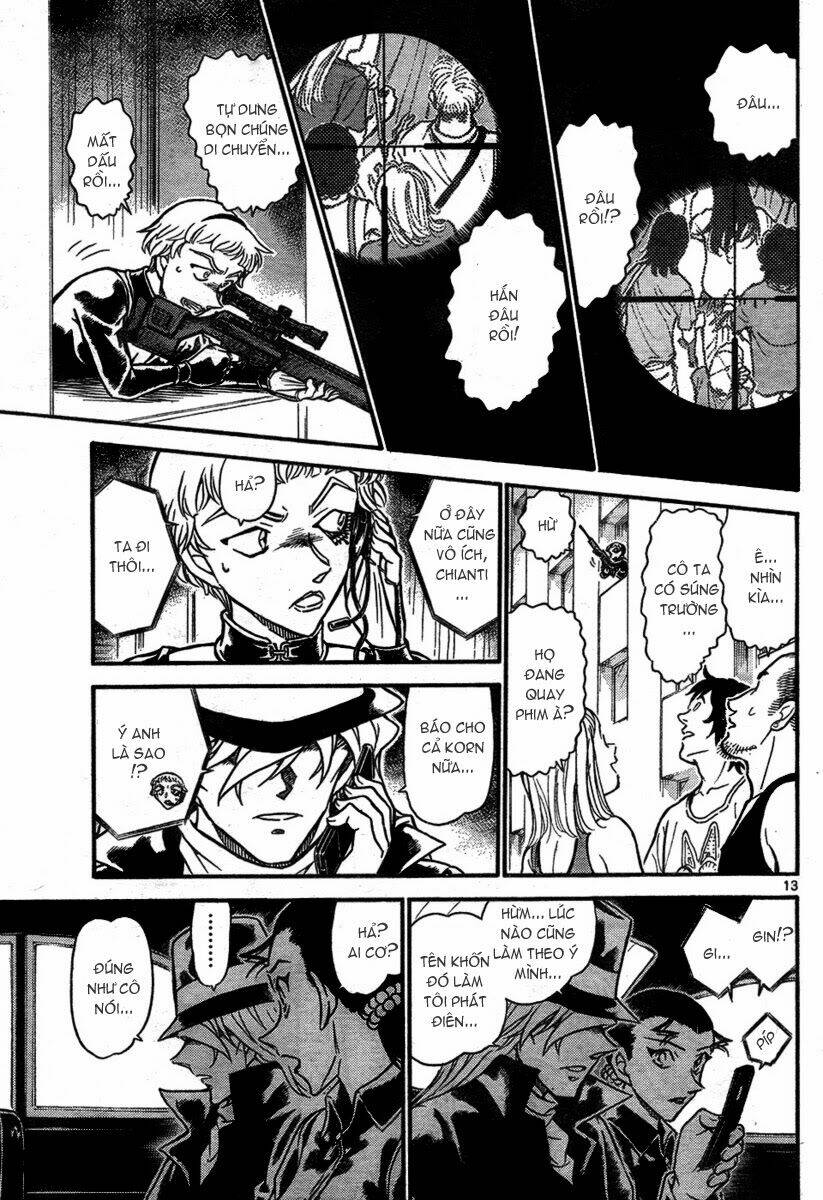 ĐÂU...
ĐÂU
RỒI!?
HẮN
ĐÂU
RỒI!
TỰ DUNG
BỌN CHÚNG
DI CHUYỂN...
MẤT
DẤU
RỒI...
Ê...
NHÌN
KÌA...
CÔ TA
CÓ SÚNG
TRƯỜNG
...
HỪ
HỌ
ĐANG
QUAY
PHIM À?
Ở ĐÂY
NỮA CŨNG
VÔ ÍCH,
CHIANTI
...
HẢ?
TA ĐI
THÔI...
BÁO CHO
CẢ KORN
NỮA...
Ý ANH
LÀ SAO
!?
13
GIN!?
GI...
PÍP
HỪM... LÚC
NÀO CŨNG
LÀM THEO Ý
MÌNH...
TÊN KHỐN
ĐÓ LÀM
TÔI PHÁT
ĐIÊN...
HẢ?
AI CƠ?
........
ĐÚNG
NHƯ CÔ
NÓI...